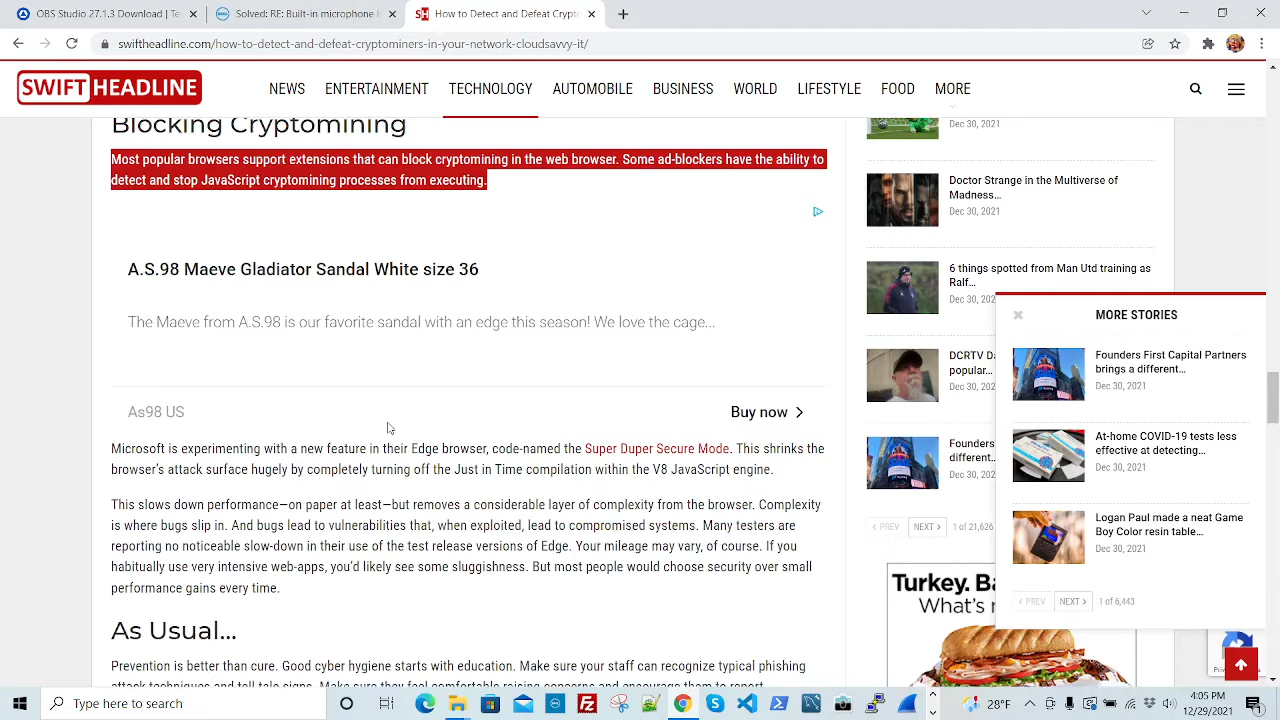 OBS Studio 27.1.3 Down
Solved: RE: C
SH
How to Detect and Defeat Crypto
how-to-detect-and-defeat-cryptominers-in-your-network-cloudsavvy-it/
SWIFT HEADLINE
NEWS
ENTERTAINMENT
TECHNOLOGY
AUTOMOBILE
BUSINESS
WORLD
LIFESTYLE
FOOD
MORE
Blocking Cryptomining
Most popular browsers support extensions that can block cryptomining in the web browser. Some ad-blockers have the ability to
detect and stop JavaScript cryptomining processes from executing.
A.S.98 Maeve Gladiator Sandal White size 36
The Maeve from A.S.98 is our favorite sandal with an edge this season! We love the cage...
As98 US
Buy now
Microsoft is experimenting with a new feature in their Edge browser, code-named the Super Duper Secure Mode. This shrinks the
browser's attack surface hugely by completely turning off the Just in Time compilation within the V8 JavaScript engine.
This slows down performance—on paper at least—but removes a considerable layer of complexity from the browser. Complexity
is where bugs slip in. And bugs lead to vulnerabilities that, when exploited, lead to compromised systems. Many testers are
reporting no noticeable slow-down in their use of the test release versions of Edge. Your mileage may vary, of course. If you
habitually use very intensive web-apps, you'd likely see some sluggishness. But most people would choose security over small
performance gains every time.
As Usual...
Prevention is better than cure. Good cyber hygiene starts with education. Make sure your staff can recognize typical phishing
Dec 30, 2021
Doctor Strange in the Multiverse of
Madness...
Dec 30, 2021
6 things spotted from Man Utd training as
Ralf...
Dec 30, 2021
DCRTV Da
popular...
Dec 30, 202
Founders
different...
Dec 30, 202
PREV
NEXT
1 of 21,626
Turkey. Ba
What's n
MORE STORIES
Founders First Capital Partners
brings a different...
Dec 30, 2021
At-home COVID-19 tests less
effective at detecting...
Dec 30, 2021
Logan Paul made a neat Game
Boy Color resin table...
Dec 30, 2021
PREV
NEXT
1 of 6,443
Type here to search
4:05 PM